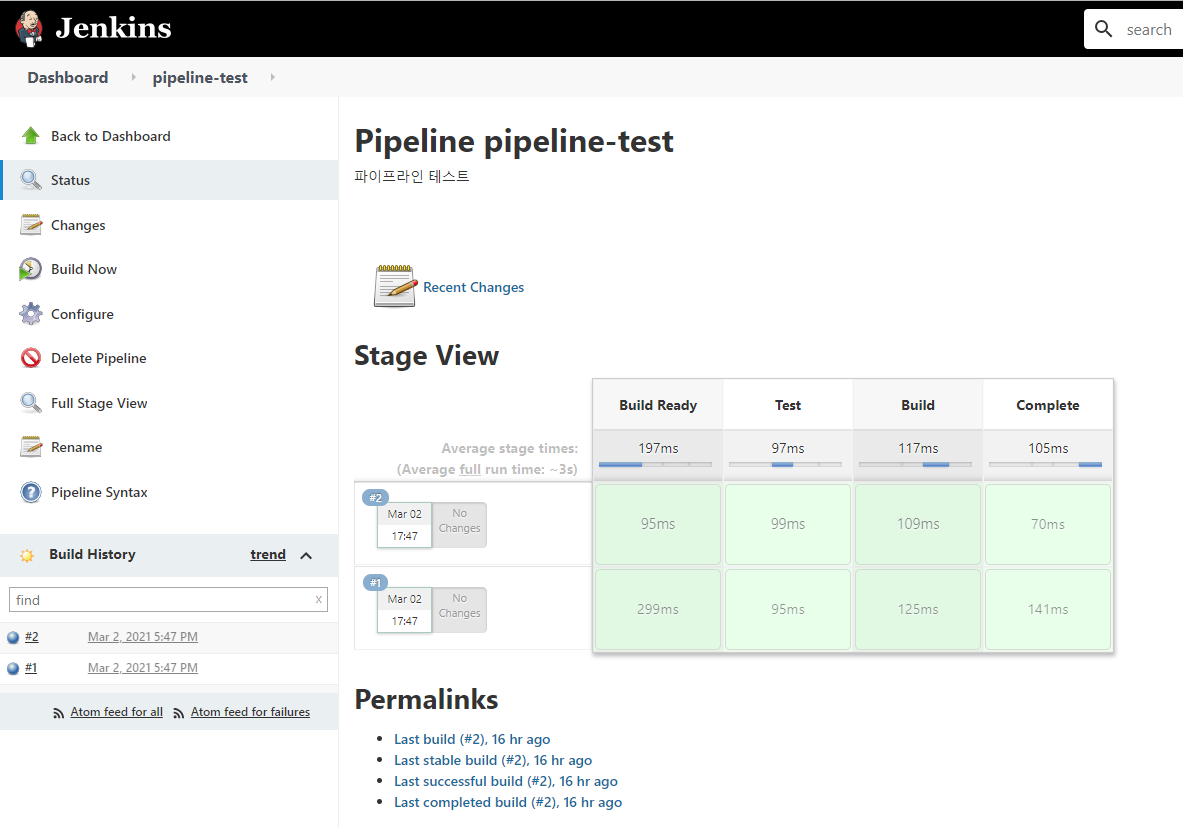 Jenkins
search
Dashboard
pipeline-test
Back to Dashboard
Status
Changes
Build Now
Configure
Delete Pipeline
Full Stage View
Rename
Pipeline Syntax
Build History
trend
find
x
#2
Mar 2, 2021 5:47 PM
#1
Mar 2, 2021 5:47 PM
Atom feed for all
Atom feed for failures
Pipeline pipeline-test
파이프라인 테스트
Recent Changes
Stage View
Build Ready
Test
Build
Complete
Average stage times:
(Average full run time: ~3s)
197ms
97ms
117ms
105ms
#2
Mar 02
17:47
No
Changes
95ms
99ms
109ms
70ms
#1
Mar 02
17:47
No
Changes
299ms
95ms
125ms
141ms
Permalinks
Last build (#2), 16 hr ago
Last stable build (#2), 16 hr ago
Last successful build (#2), 16 hr ago
Last completed build (#2), 16 hr ago